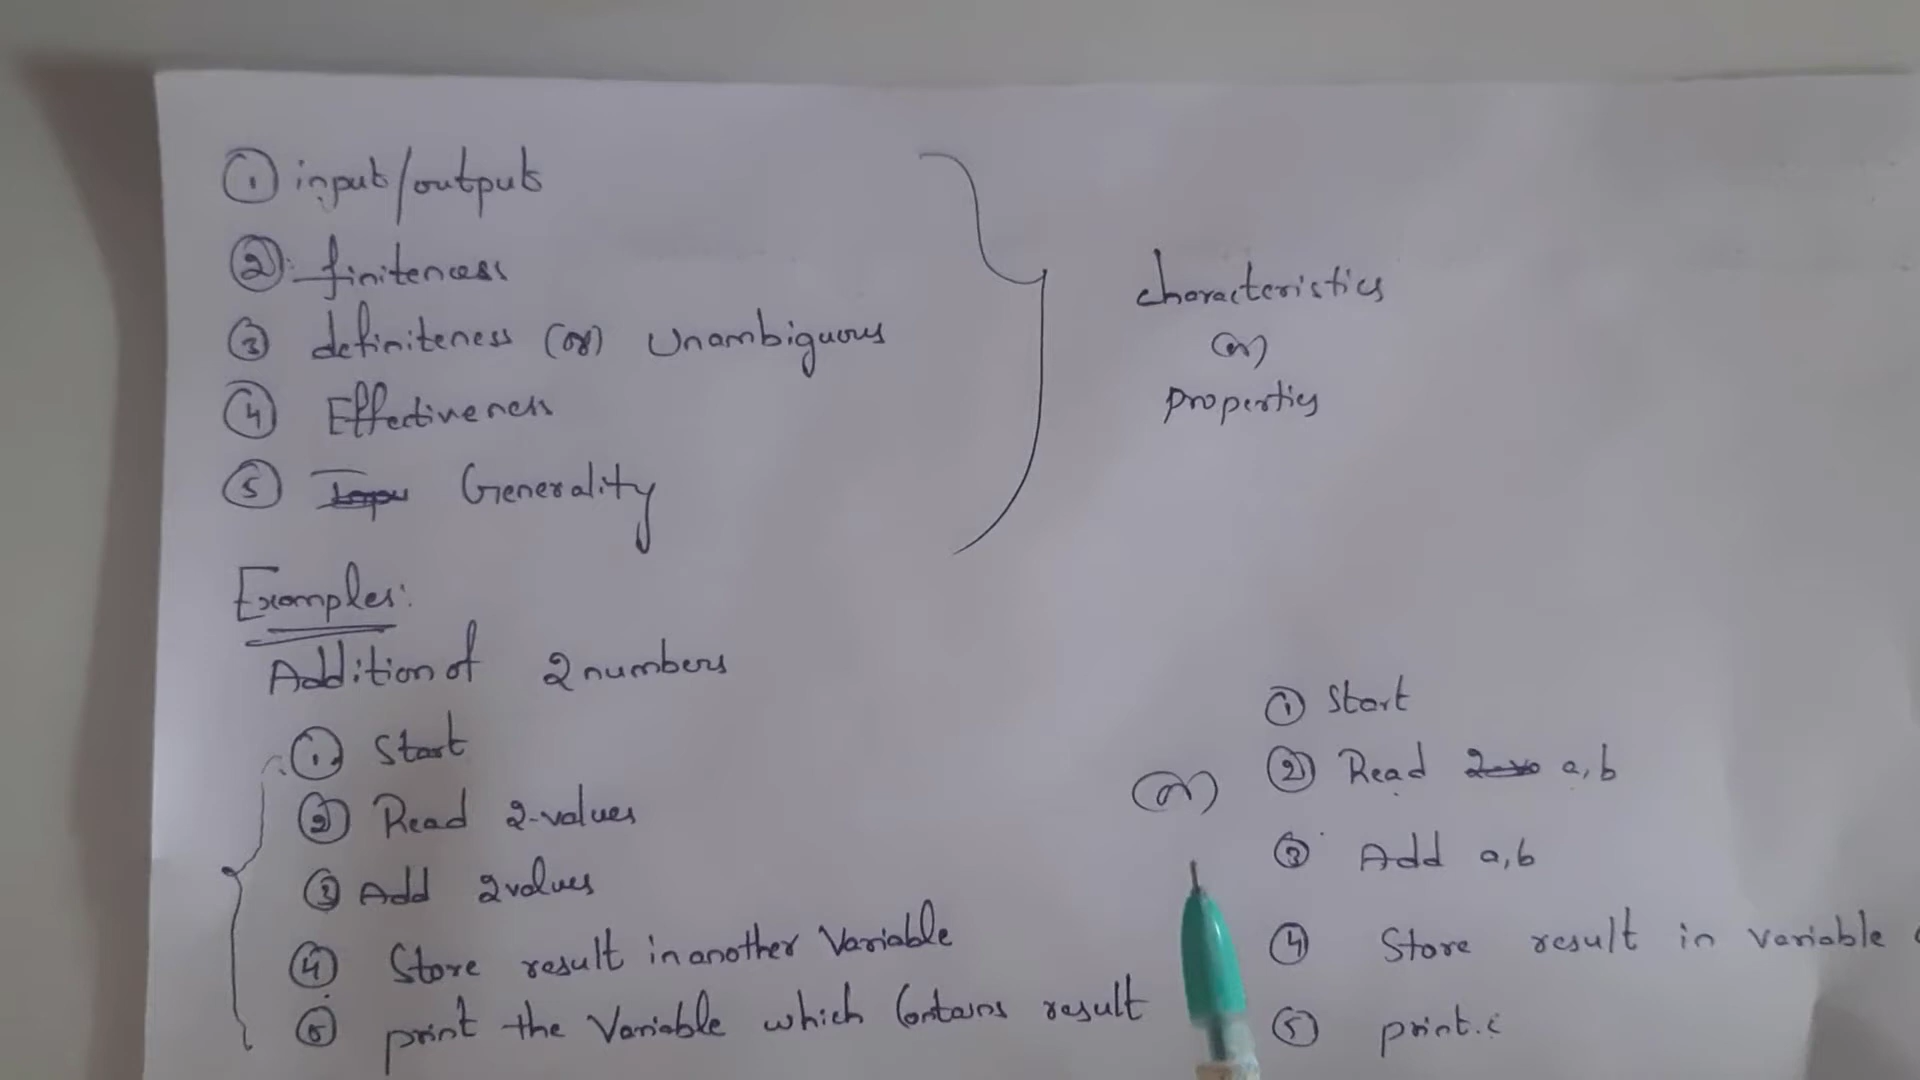 ① input/output
② finiteness
③ definiteness (or) Unambiguous
④ Effectiveness
⑤ Generality
characteristics
(or)
properties
Examples:
Addition of 2 numbers
① Start
② Read 2-values
③ Add 2 values
④ Store result in another Variable
⑤ print the Variable which Contains result
(or)
① Start
② Read a, b
③ Add a, b
④ Store result in variable
⑤ print c